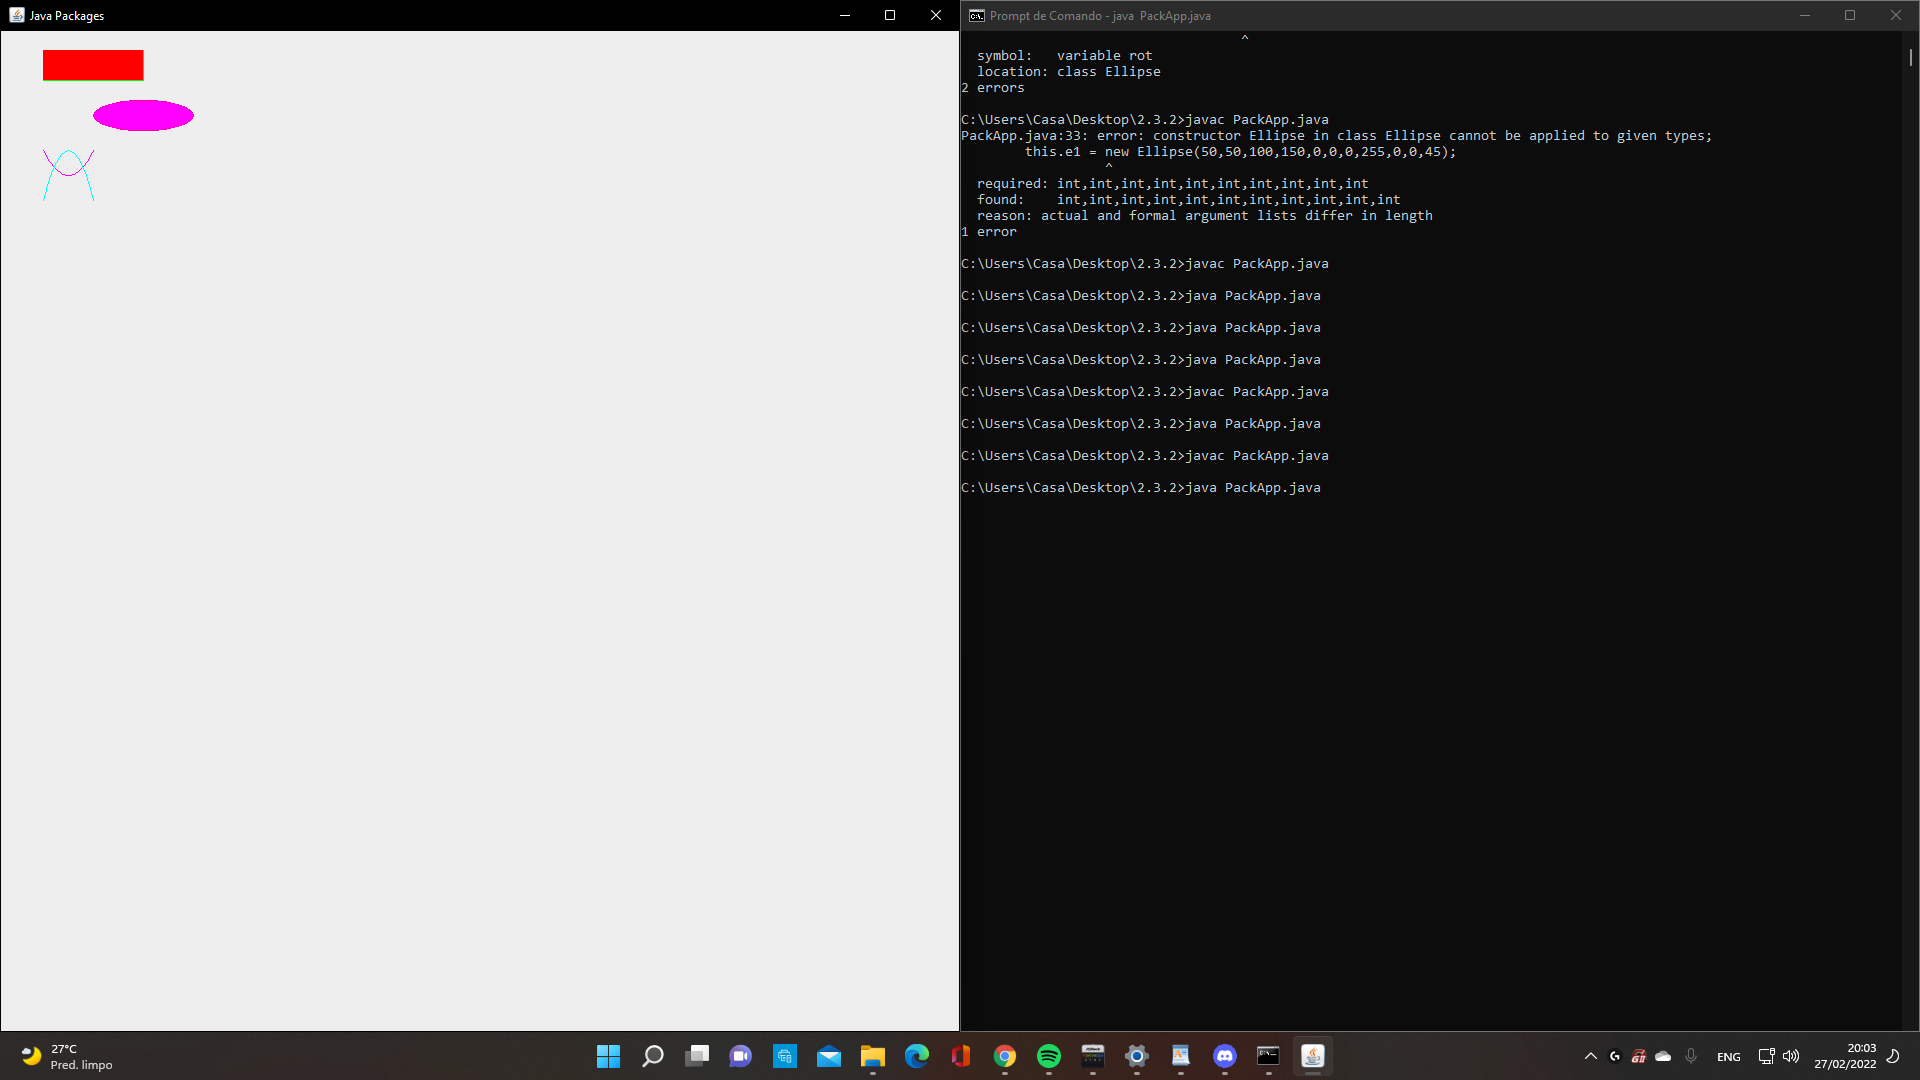 Java Packages
Prompt de Comando - java  PackApp.java
^
symbol:   variable rot
location: class Ellipse
2 errors
C:\Users\Casa\Desktop\2.3.2>javac PackApp.java
PackApp.java:33: error: constructor Ellipse in class Ellipse cannot be applied to given types;
this.e1 = new Ellipse(50,50,100,150,0,0,0,255,0,0,45);
^
required: int,int,int,int,int,int,int,int,int,int
found:    int,int,int,int,int,int,int,int,int,int,int
reason: actual and formal argument lists differ in length
1 error
C:\Users\Casa\Desktop\2.3.2>javac PackApp.java
C:\Users\Casa\Desktop\2.3.2>java PackApp.java
C:\Users\Casa\Desktop\2.3.2>java PackApp.java
C:\Users\Casa\Desktop\2.3.2>java PackApp.java
C:\Users\Casa\Desktop\2.3.2>javac PackApp.java
C:\Users\Casa\Desktop\2.3.2>java PackApp.java
C:\Users\Casa\Desktop\2.3.2>javac PackApp.java
C:\Users\Casa\Desktop\2.3.2>java PackApp.java
27°C
Pred. limpo
ENG
20:03
27/02/2022